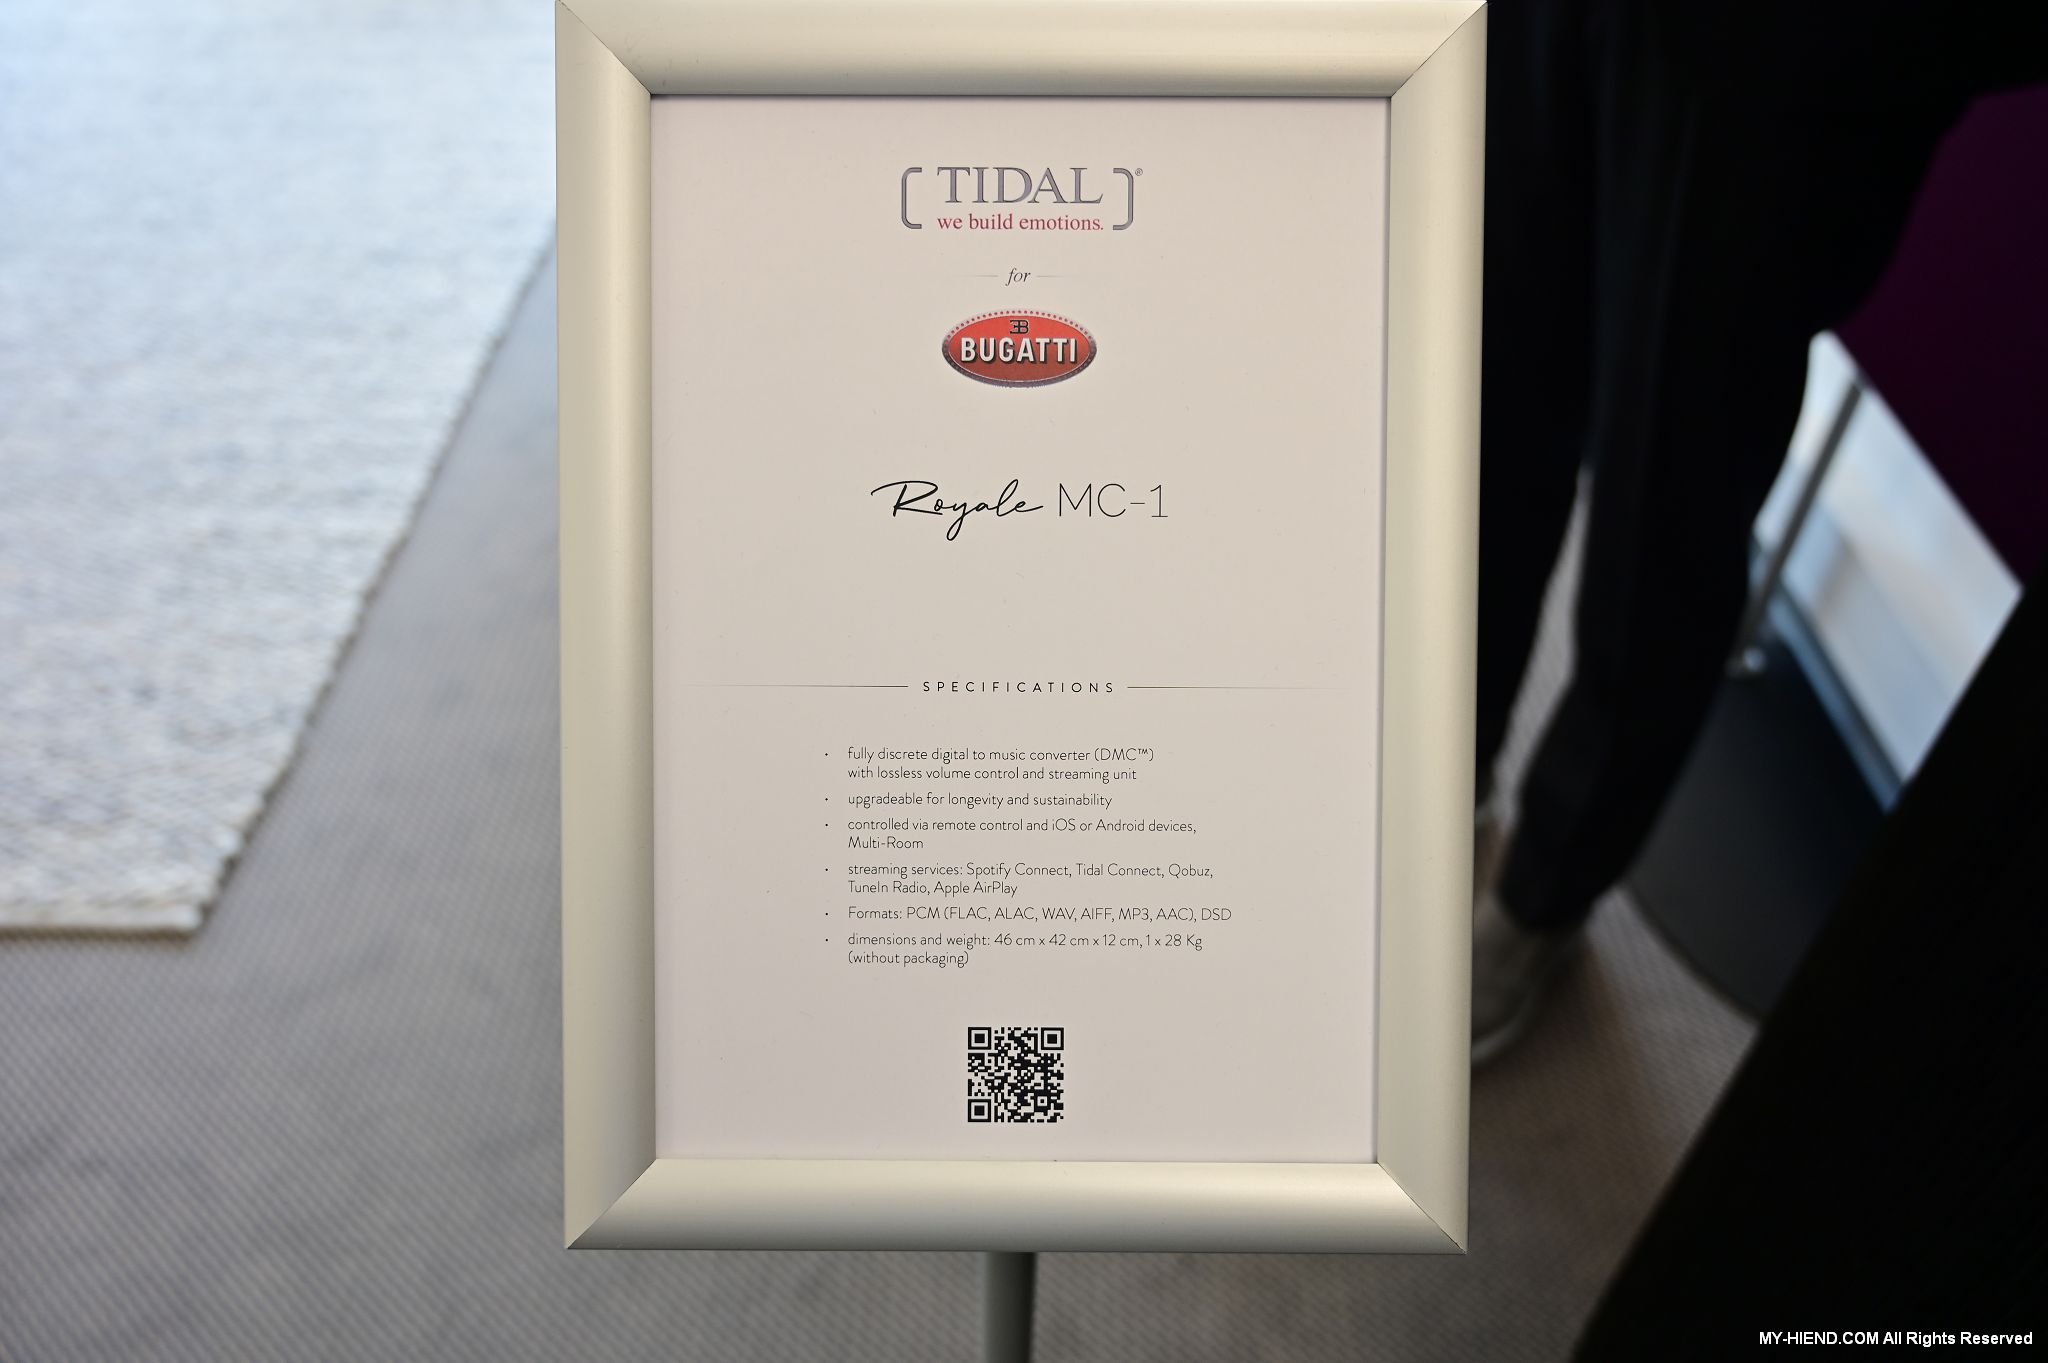 TIDAL®
we build emotions.
for
EB
BUGATTI
Royale MC-1
SPECIFICATIONS
• fully discrete digital to music converter (DMC™)
with lossless volume control and streaming unit
• upgradeable for longevity and sustainability
• controlled via remote control and iOS or Android devices,
Multi-Room
• streaming services: Spotify Connect, Tidal Connect, Qobuz,
TuneIn Radio, Apple AirPlay
• Formats: PCM (FLAC, ALAC, WAV, AIFF, MP3, AAC), DSD
• dimensions and weight: 46 cm x 42 cm x 12 cm, 1 x 28 Kg
(without packaging)
MY-HIEND.COM All Rights Reserved